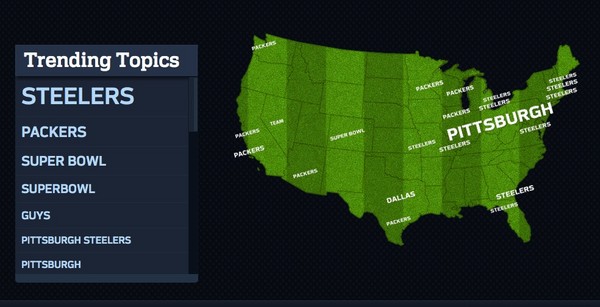 Trending Topics
STEELERS
PACKERS
SUPER BOWL
SUPERBOWL
GUYS
PITTSBURGH STEELERS
PITTSBURGH
PACKERS
PACKERS
PACKERS
STEELERS
STEELERS
STEELERS
STEELERS
STEELERS
PACKERS
PITTSBURGH
TEAM
SUPER BOWL
PACKERS
STEELERS
PACKERS
STEELERS
STEELERS
PACKERS
DALLAS
STEELERS
PACKERS
STEELERS